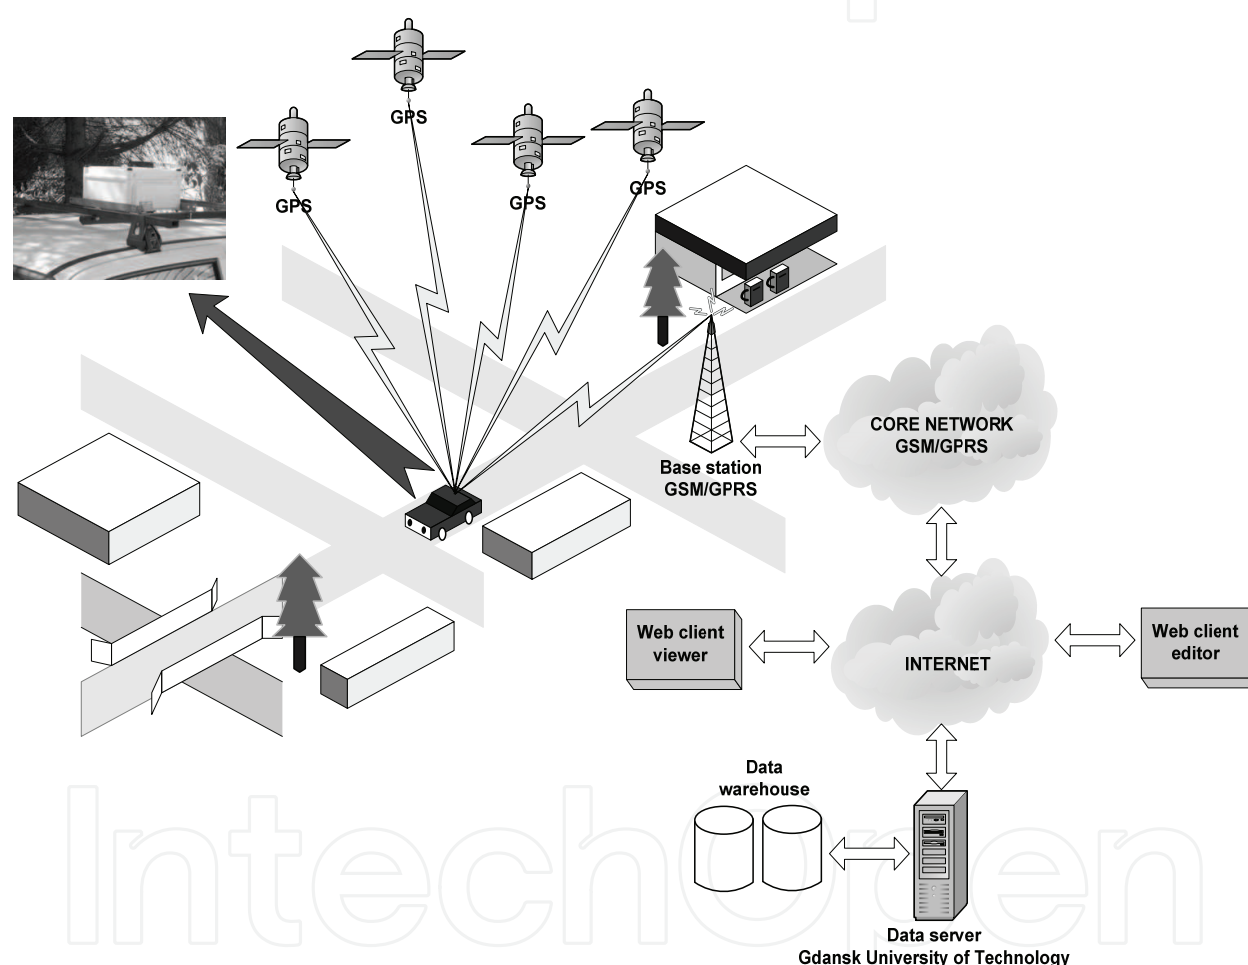 GPS
GPS
GPS
GPS
CORE NETWORK
GSM/GPRS
Base station
GSM/GPRS
Web client
viewer
INTERNET
Web client
editor
Data
warehouse
Data server
Gdansk University of Technology
IntechOpen